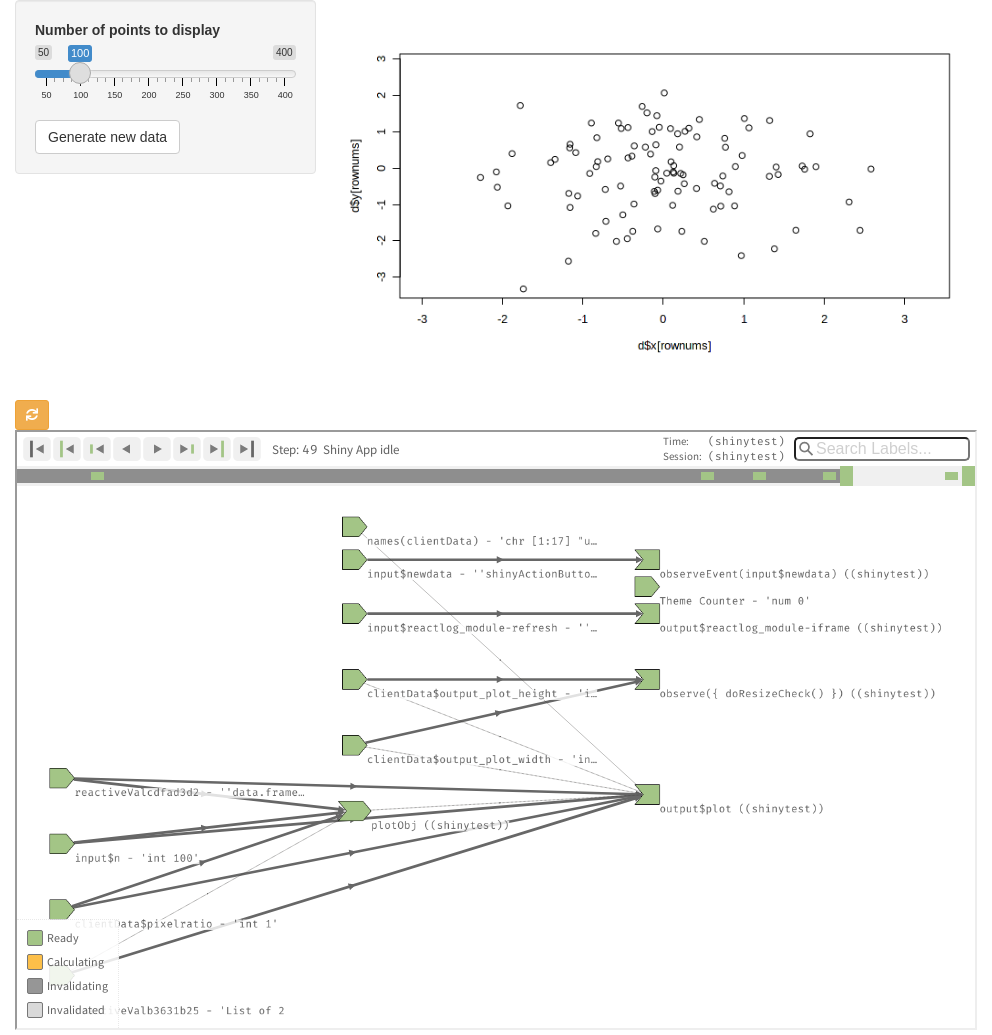 Number of points to display
50 100 400
50 100 150 200 250 300 350 400
Generate new data
3
2
1
0
-1
-2
-3
d$y[rownums]
-3 -2 -1 0 1 2 3
d$x[rownums]
Step: 49 Shiny App idle
Time: (shinytest)
Session: (shinytest)
Search Labels...
names(clientData) - 'chr [1:17] "u…
input$newdata - ''shinyActionButto…
observeEvent(input$newdata) ((shinytest))
Theme Counter - 'num 0'
input$reactlog_module-refresh - ''…
output$reactlog_module-iframe ((shinytest))
clientData$output_plot_height - 'i…
observe({ doResizeCheck() }) ((shinytest))
clientData$output_plot_width - 'in…
reactiveValcdfad3d2 - ''data.frame…
output$plot ((shinytest))
plotObj ((shinytest))
input$n - 'int 100'
clientData$pixelratio - 'int 1'
Ready
Calculating
Invalidating
Invalidated
veValb3631b25 - 'List of 2